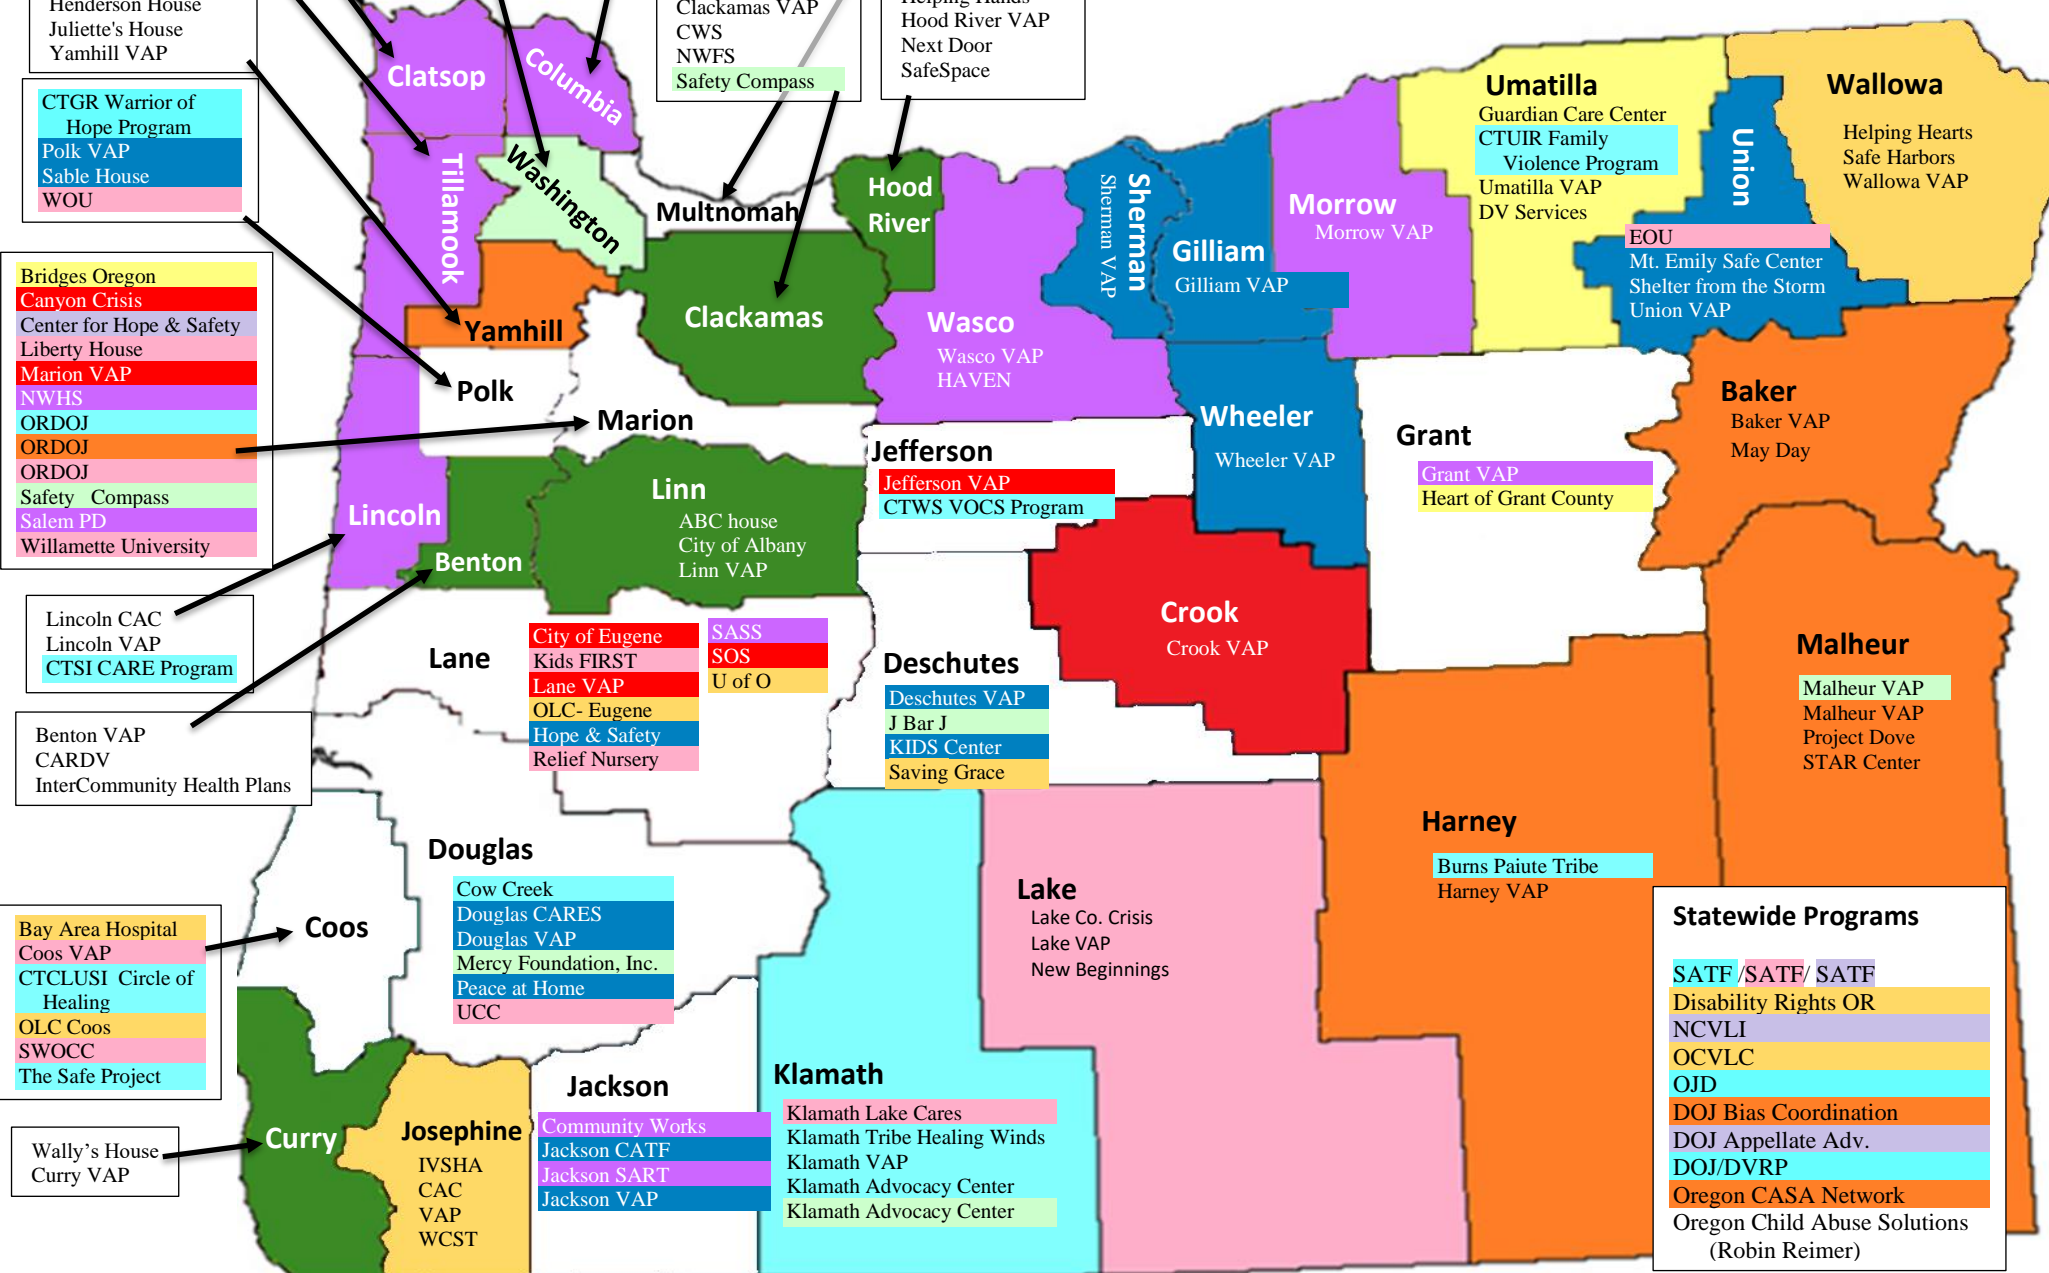 Henderson House
Juliette's House
Yamhill VAP
CTGR Warrior of
Hope Program
Polk VAP
Sable House
WOU
Bridges Oregon
Canyon Crisis
Center for Hope & Safety
Liberty House
Marion VAP
NWHS
ORDOJ
ORDOJ
ORDOJ
Safety Compass
Salem PD
Willamette University
Lincoln CAC
Lincoln VAP
CTSI CARE Program
Benton VAP
CARDV
InterCommunity Health Plans
Bay Area Hospital
Coos VAP
CTCLUSI Circle of
Healing
OLC Coos
SWOCC
The Safe Project
Wally's House
Curry VAP
Clackamas VAP
CWS
NWFS
Safety Compass
Helping Hands
Hood River VAP
Next Door
SafeSpace
Clatsop
Columbia
Tillamook
Washington
Multnomah
Hood
River
Yamhill
Clackamas
Polk
Marion
Lincoln
Benton
Linn
ABC house
City of Albany
Linn VAP
Wasco
Wasco VAP
HAVEN
Sherman
Sherman VAP
Gilliam
Gilliam VAP
Morrow
Morrow VAP
Umatilla
Guardian Care Center
CTUIR Family
Violence Program
Umatilla VAP
DV Services
Union
EOU
Mt. Emily Safe Center
Shelter from the Storm
Union VAP
Wallowa
Helping Hearts
Safe Harbors
Wallowa VAP
Jefferson
Jefferson VAP
CTWS VOCS Program
Wheeler
Wheeler VAP
Grant
Grant VAP
Heart of Grant County
Baker
Baker VAP
May Day
Lane
City of Eugene
Kids FIRST
Lane VAP
OLC- Eugene
Hope & Safety
Relief Nursery
SASS
SOS
U of O
Deschutes
Deschutes VAP
J Bar J
KIDS Center
Saving Grace
Crook
Crook VAP
Malheur
Malheur VAP
Malheur VAP
Project Dove
STAR Center
Douglas
Cow Creek
Douglas CARES
Douglas VAP
Mercy Foundation, Inc.
Peace at Home
UCC
Coos
Curry
Josephine
IVSHA
CAC
VAP
WCST
Jackson
Community Works
Jackson CATF
Jackson SART
Jackson VAP
Klamath
Klamath Lake Cares
Klamath Tribe Healing Winds
Klamath VAP
Klamath Advocacy Center
Klamath Advocacy Center
Lake
Lake Co. Crisis
Lake VAP
New Beginnings
Harney
Burns Paiute Tribe
Harney VAP
Statewide Programs
SATF /SATF/ SATF
Disability Rights OR
NCVLI
OCVLC
OJD
DOJ Bias Coordination
DOJ Appellate Adv.
DOJ/DVRP
Oregon CASA Network
Oregon Child Abuse Solutions
(Robin Reimer)